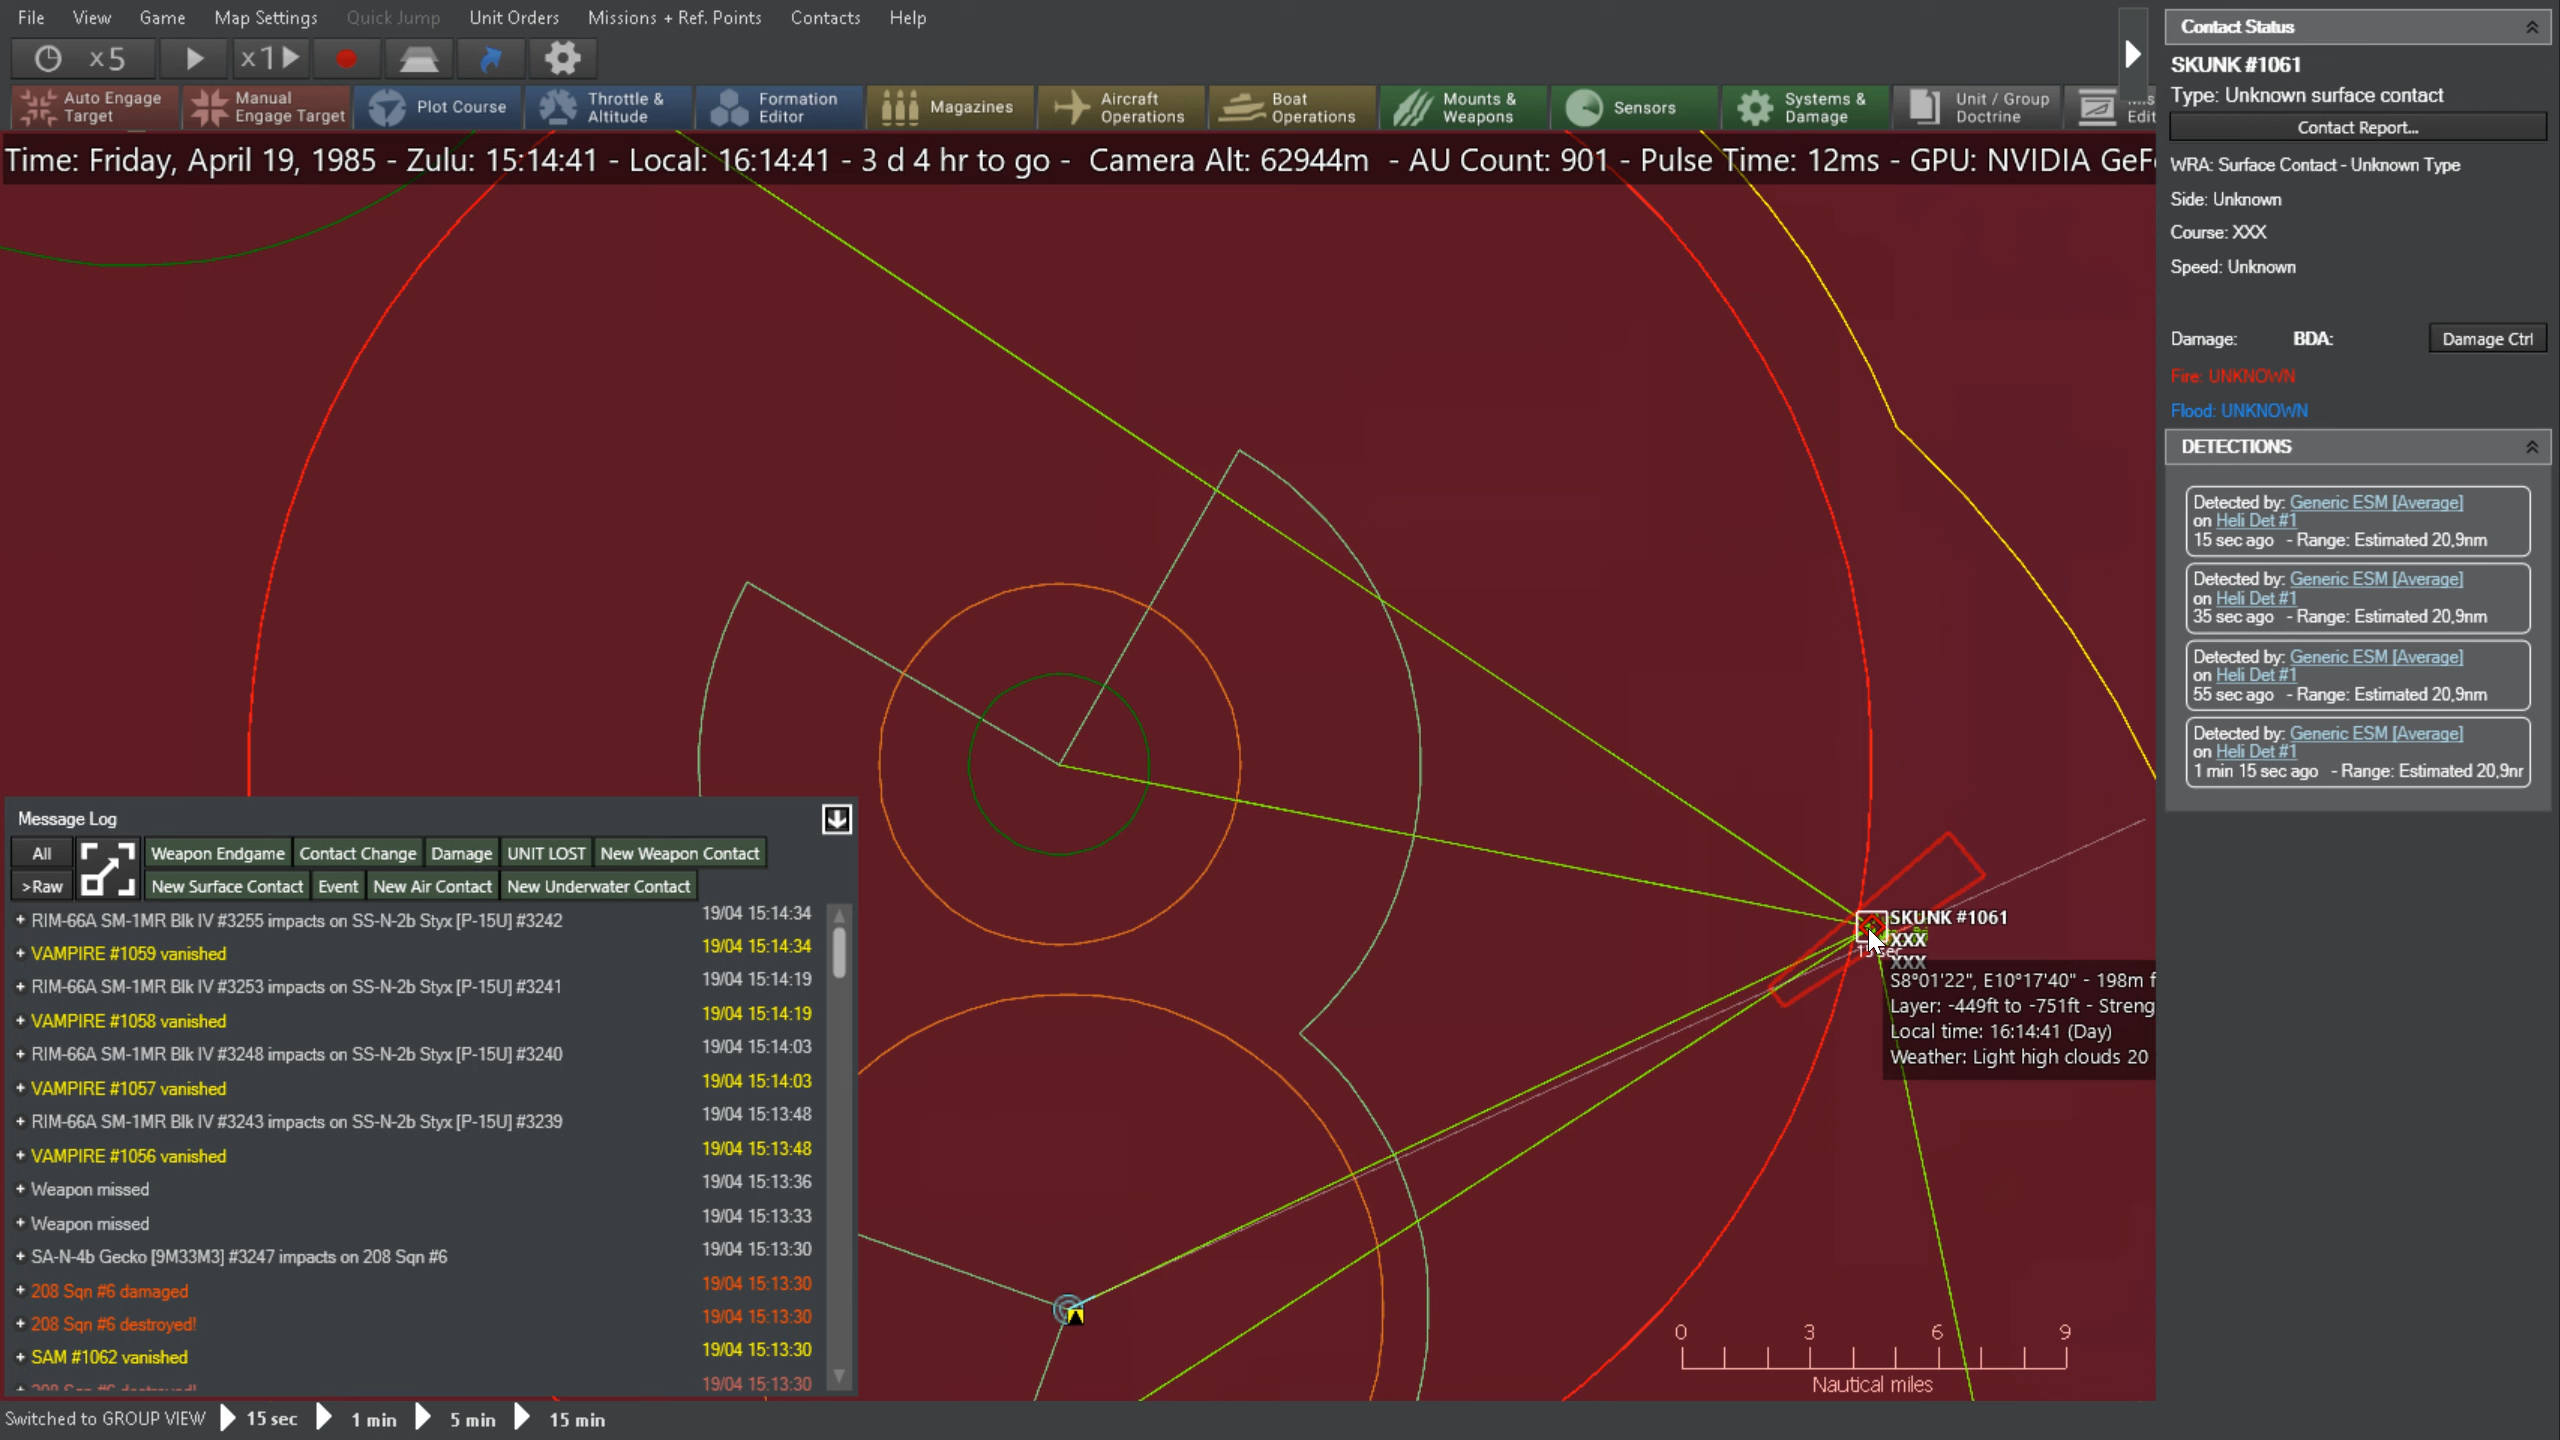 File View Game Map Settings Quick Jump Unit Orders Missions + Ref. Points Contacts Help
x5 x1
Auto Engage Target Manual Engage Target Plot Course Throttle & Altitude Formation Editor Magazines Aircraft Operations Boat Operations Mounts & Weapons Sensors Systems & Damage Unit / Group Doctrine
Time: Friday, April 19, 1985 - Zulu: 15:14:41 - Local: 16:14:41 - 3 d 4 hr to go - Camera Alt: 62944m - AU Count: 901 - Pulse Time: 12ms - GPU: NVIDIA GeF
SKUNK #1061
XXX
XXX
S8°01'22", E10°17'40" - 198m f
Layer: -449ft to -751ft - Streng
Local time: 16:14:41 (Day)
Weather: Light high clouds 20
0 3 6 9
Nautical miles
Message Log
All Weapon Endgame Contact Change Damage UNIT LOST New Weapon Contact
>Raw New Surface Contact Event New Air Contact New Underwater Contact
+ RIM-66A SM-1MR Blk IV #3255 impacts on SS-N-2b Styx [P-15U] #3242 19/04 15:14:34
+ VAMPIRE #1059 vanished 19/04 15:14:34
+ RIM-66A SM-1MR Blk IV #3253 impacts on SS-N-2b Styx [P-15U] #3241 19/04 15:14:19
+ VAMPIRE #1058 vanished 19/04 15:14:19
+ RIM-66A SM-1MR Blk IV #3248 impacts on SS-N-2b Styx [P-15U] #3240 19/04 15:14:03
+ VAMPIRE #1057 vanished 19/04 15:14:03
+ RIM-66A SM-1MR Blk IV #3243 impacts on SS-N-2b Styx [P-15U] #3239 19/04 15:13:48
+ VAMPIRE #1056 vanished 19/04 15:13:48
+ Weapon missed 19/04 15:13:36
+ Weapon missed 19/04 15:13:33
+ SA-N-4b Gecko [9M33M3] #3247 impacts on 208 Sqn #6 19/04 15:13:30
+ 208 Sqn #6 damaged 19/04 15:13:30
+ 208 Sqn #6 destroyed! 19/04 15:13:30
+ SAM #1062 vanished 19/04 15:13:30
19/04 15:13:30
Switched to GROUP VIEW 15 sec 1 min 5 min 15 min
Contact Status
SKUNK #1061
Type: Unknown surface contact
Contact Report...
WRA: Surface Contact - Unknown Type
Side: Unknown
Course: XXX
Speed: Unknown
Damage: BDA: Damage Ctrl
Fire: UNKNOWN
Flood: UNKNOWN
DETECTIONS
Detected by: Generic ESM [Average]
on Heli Det #1
15 sec ago - Range: Estimated 20,9nm
Detected by: Generic ESM [Average]
on Heli Det #1
35 sec ago - Range: Estimated 20,9nm
Detected by: Generic ESM [Average]
on Heli Det #1
55 sec ago - Range: Estimated 20,9nm
Detected by: Generic ESM [Average]
on Heli Det #1
1 min 15 sec ago - Range: Estimated 20,9nr